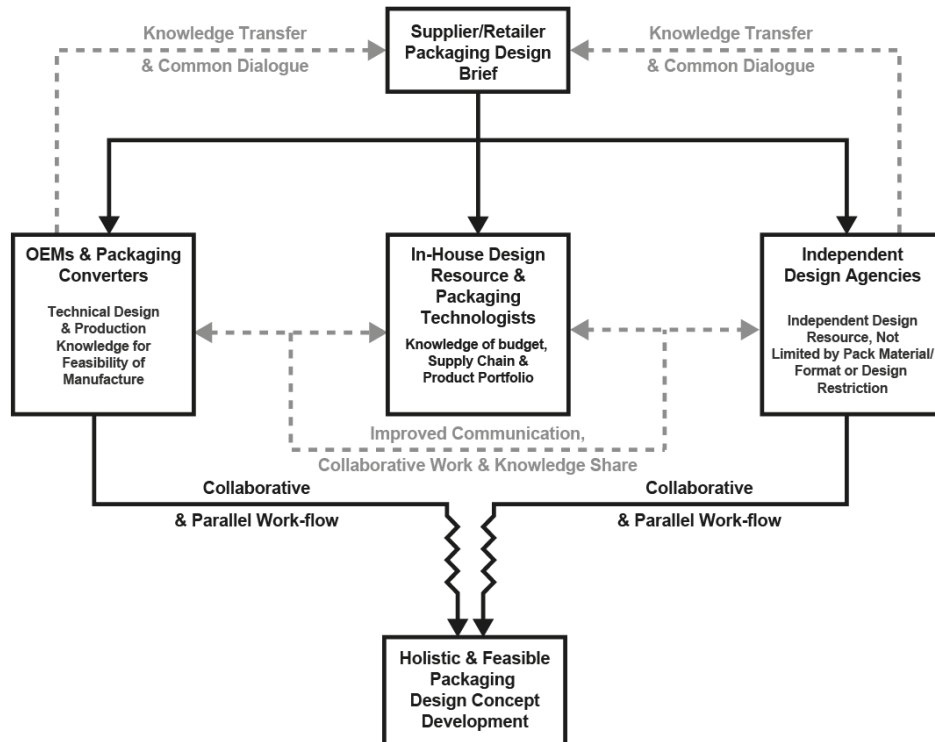 Knowledge Transfer
& Common Dialogue
Supplier/Retailer
Packaging Design
Brief
Knowledge Transfer
& Common Dialogue
OEMs & Packaging
Converters
Technical Design
& Production
Knowledge for
Feasibility of
Manufacture
In-House Design
Resource &
Packaging
Technologists
Knowledge of budget,
Supply Chain &
Product Portfolio
Independent
Design Agencies
Independent Design
Resource, Not
Limited by Pack Material/
Format or Design
Restriction
Improved Communication,
Collaborative Work & Knowledge Share
Collaborative
& Parallel Work-flow
Collaborative
& Parallel Work-flow
Holistic & Feasible
Packaging
Design Concept
Development